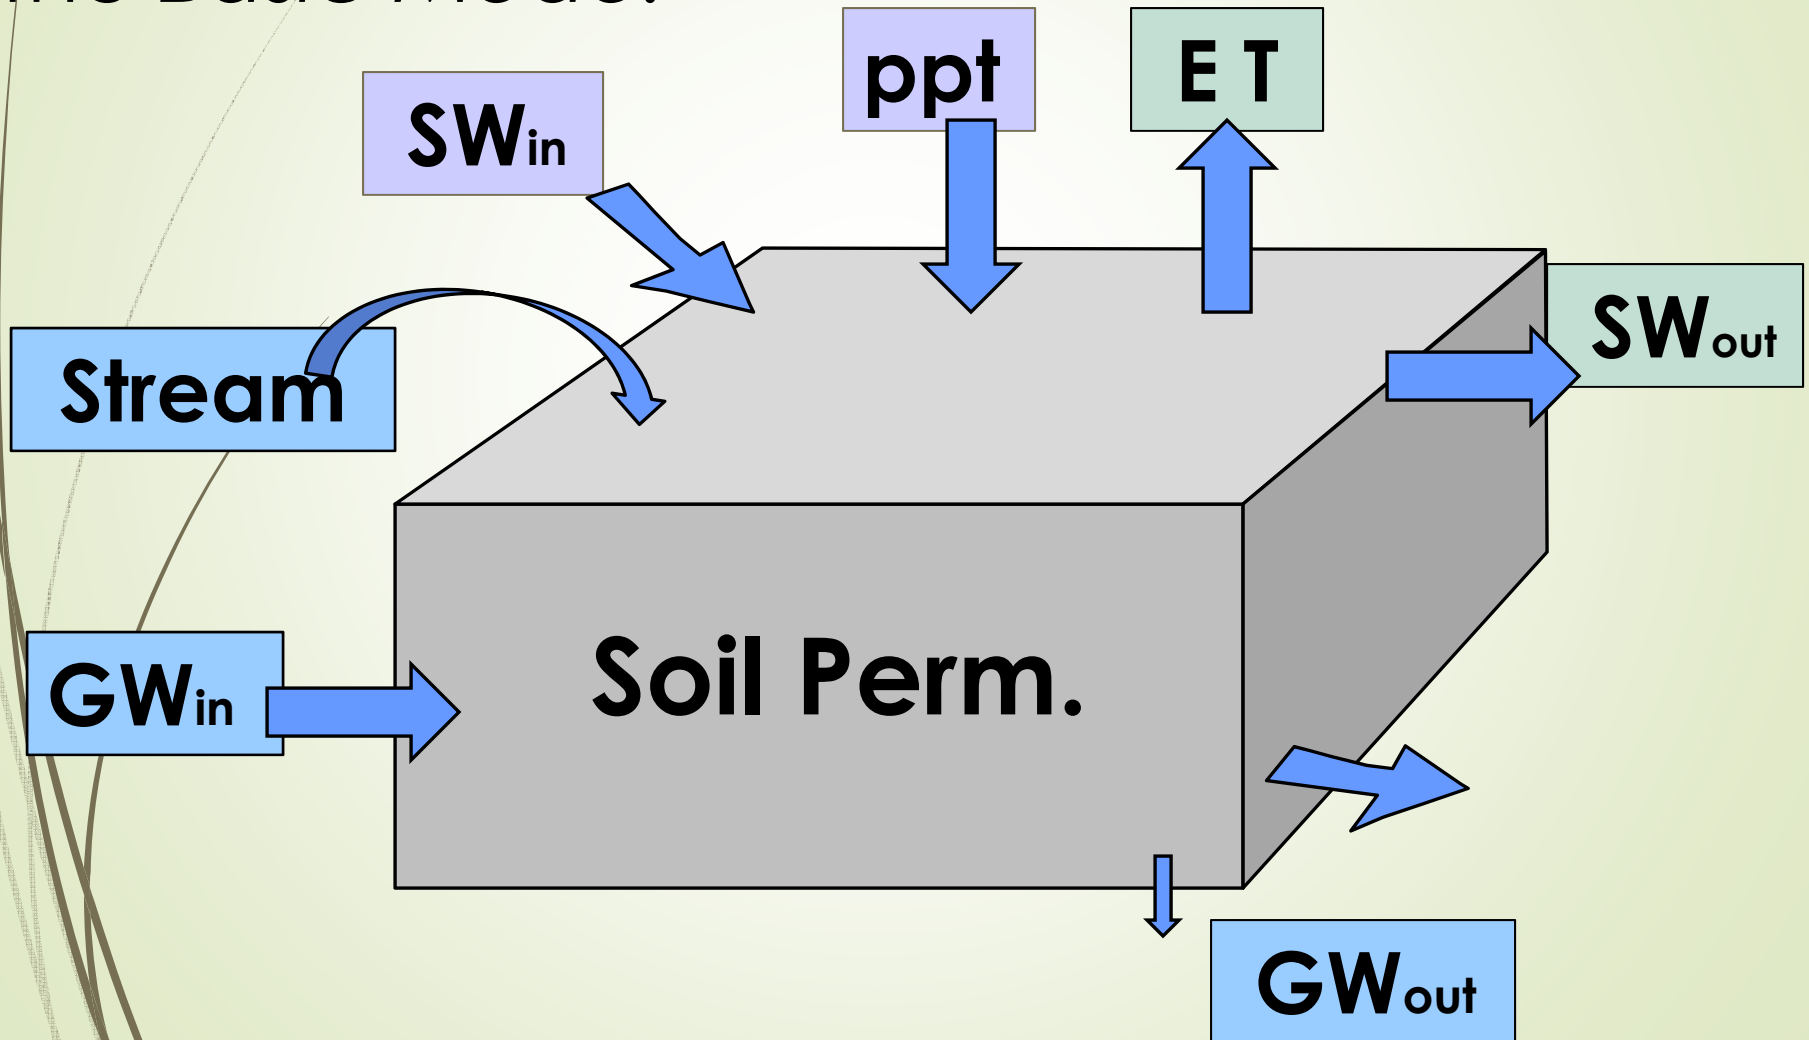 ppt
E T
SWin
SWout
Stream
Soil Perm.
GWin
GWout